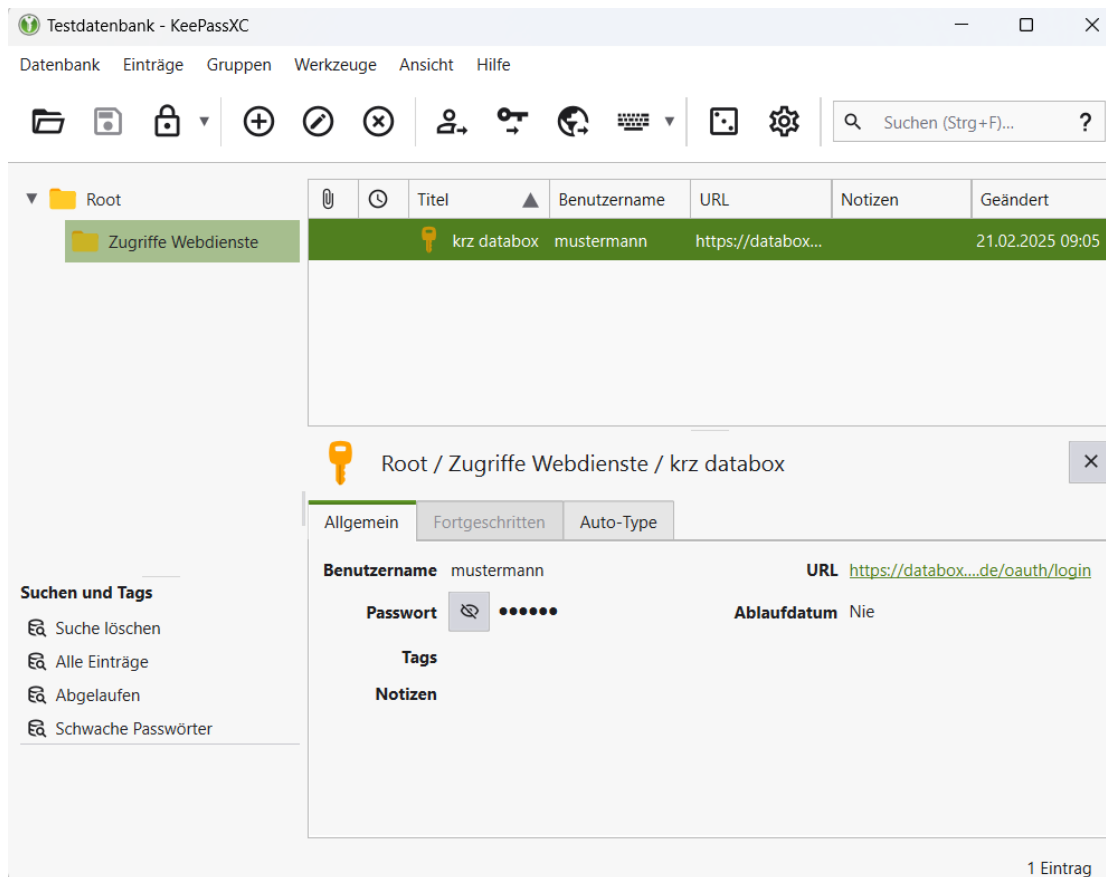 Testdatenbank - KeePassXC
Datenbank Einträge Gruppen Werkzeuge Ansicht Hilfe
Suchen (Strg+F)... ?
Root
Zugriffe Webdienste
Titel Benutzername URL Notizen Geändert
krz databox mustermann https://databox... 21.02.2025 09:05
Root / Zugriffe Webdienste / krz databox
Allgemein Fortgeschritten Auto-Type
Benutzername mustermann URL https://databox....de/oauth/login
Passwort ●●●●●● Ablaufdatum Nie
Tags
Notizen
Suchen und Tags
Suche löschen
Alle Einträge
Abgelaufen
Schwache Passwörter
1 Eintrag